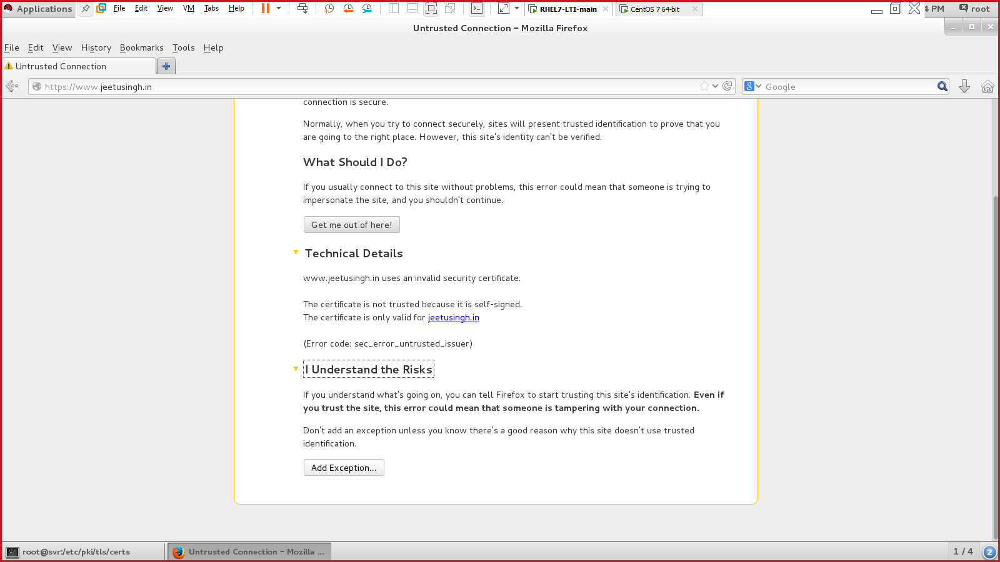 Applications File Edit View VM Tabs Help RHEL7-LTI-main CentOS 7 64-bit 4 PM root
Untrusted Connection - Mozilla Firefox
File Edit View History Bookmarks Tools Help
Untrusted Connection
https://www.jeetusingh.in Google
connection is secure.
Normally, when you try to connect securely, sites will present trusted identification to prove that you
are going to the right place. However, this site's identity can't be verified.
What Should I Do?
If you usually connect to this site without problems, this error could mean that someone is trying to
impersonate the site, and you shouldn't continue.
Get me out of here!
Technical Details
www.jeetusingh.in uses an invalid security certificate.
The certificate is not trusted because it is self-signed.
The certificate is only valid for jeetusingh.in
(Error code: sec_error_untrusted_issuer)
I Understand the Risks
If you understand what's going on, you can tell Firefox to start trusting this site's identification. Even if
you trust the site, this error could mean that someone is tampering with your connection.
Don't add an exception unless you know there's a good reason why this site doesn't use trusted
identification.
Add Exception...
root@svr:/etc/pki/tls/certs Untrusted Connection - Mozilla ... 1 / 4 2